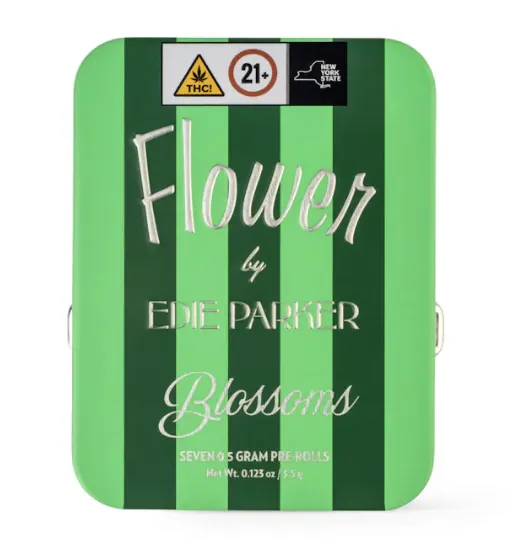 THC!
21+
NEW
YORK
STATE
Flower
by
EDIE PARKER
Blossoms
SEVEN 0.5 GRAM PRE-ROLLS
Net Wt. 0.123 oz / 3.5 g